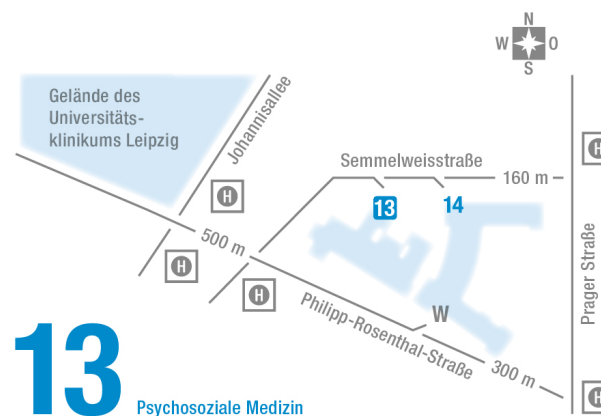 N
W O
S
Gelände des
Universitäts-
klinikums Leipzig
Johannisallee
H
Semmelweisstraße
160 m
H
13
14
H
500 m
H
H
Philipp-Rosenthal-Straße
W
300 m
Prager Straße
H
13
Psychosoziale Medizin